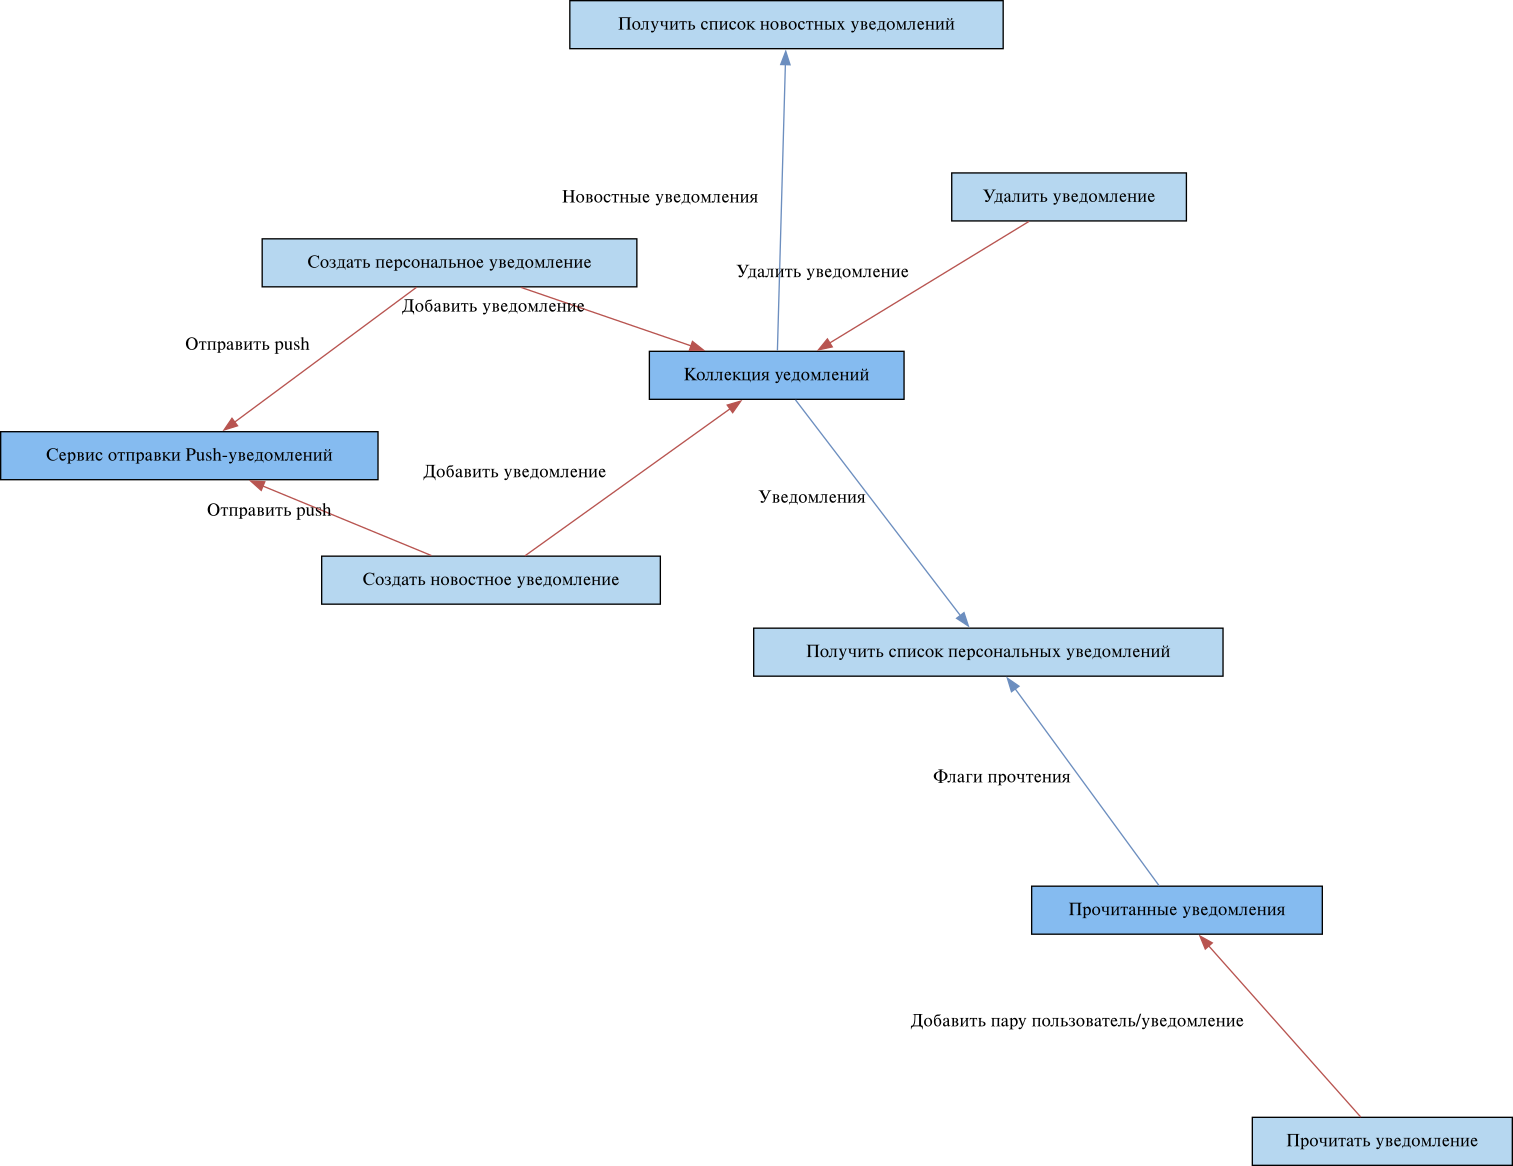 Получить список новостных уведомлений
Новостные уведомления
Удалить уведомление
Создать персональное уведомление
Удалить уведомление
Добавить уведомление
Отправить push
Коллекция уедомлений
Сервис отправки Push-уведомлений
Добавить уведомление
Уведомления
Отправить push
Создать новостное уведомление
Получить список персональных уведомлений
Флаги прочтения
Прочитанные уведомления
Добавить пару пользователь/уведомление
Прочитать уведомление